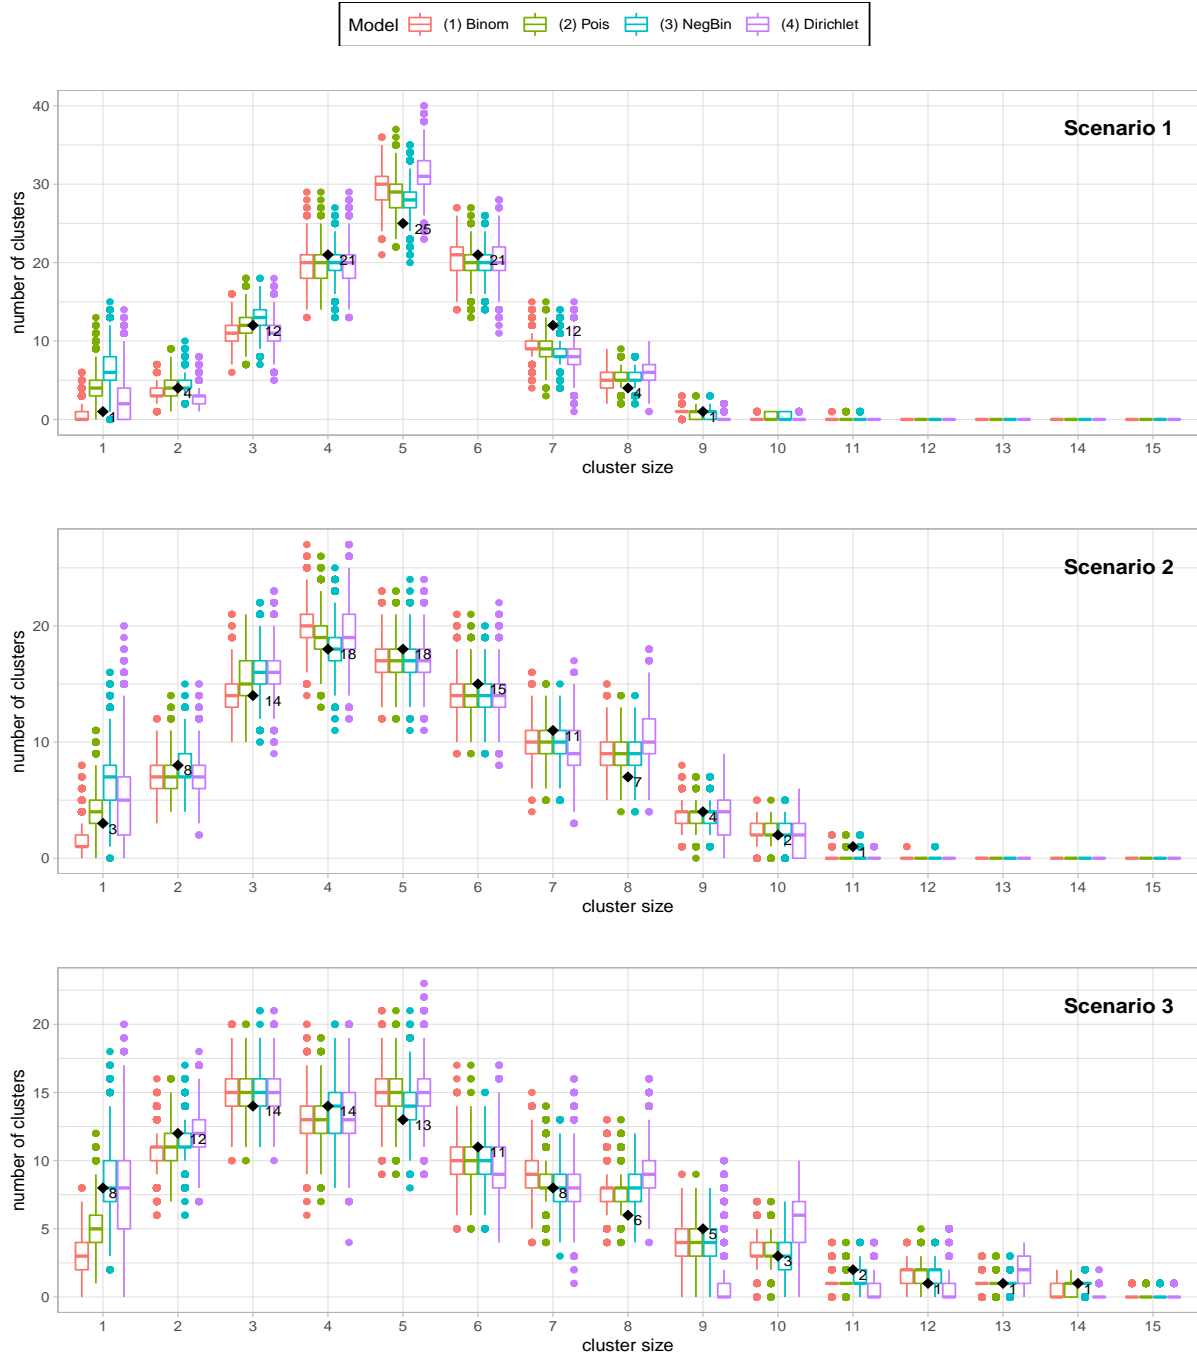 Model (1) Binom (2) Pois (3) NegBin (4) Dirichlet
Scenario 1
number of clusters
40
30
20
10
0
1 4 12 21 25 21 12 4 1
1 2 3 4 5 6 7 8 9 10 11 12 13 14 15
cluster size
Scenario 2
number of clusters
20
10
0
3 8 14 18 18 15 11 7 4 2 1
1 2 3 4 5 6 7 8 9 10 11 12 13 14 15
cluster size
Scenario 3
number of clusters
20
15
10
5
0
8 12 14 14 13 11 8 6 5 3 2 1 1 1
1 2 3 4 5 6 7 8 9 10 11 12 13 14 15
cluster size